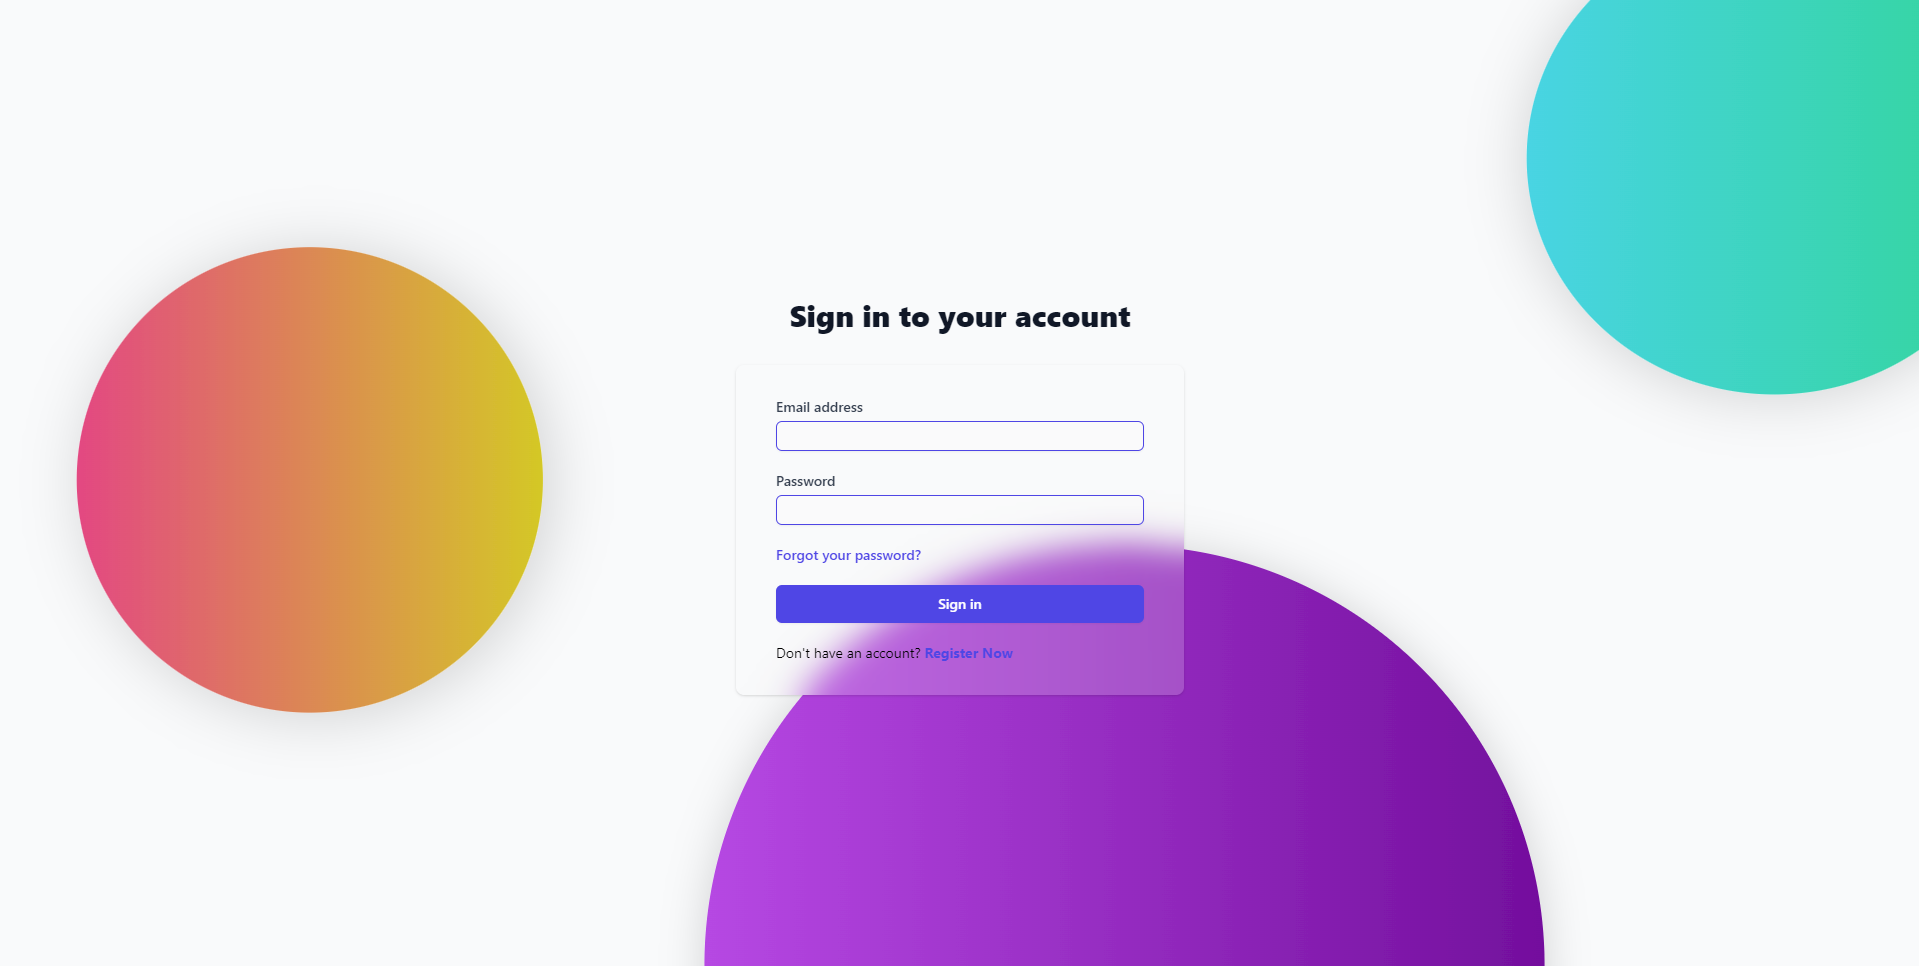 Sign in to your account
Email address
Password
Forgot your password?
Sign in
Don't have an account? Register Now